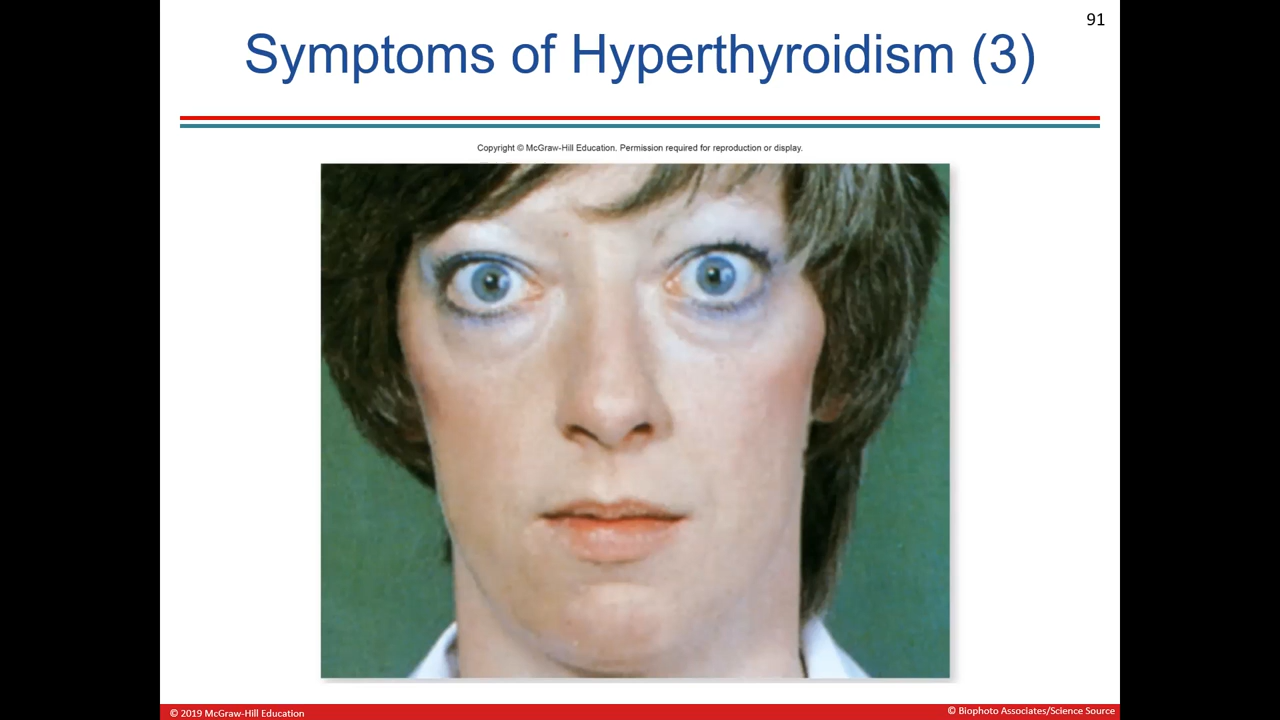 91
Symptoms of Hyperthyroidism (3)
Copyright © McGraw-Hill Education. Permission required for reproduction or display.
© 2019 McGraw-Hill Education
© Biophoto Associates/Science Source